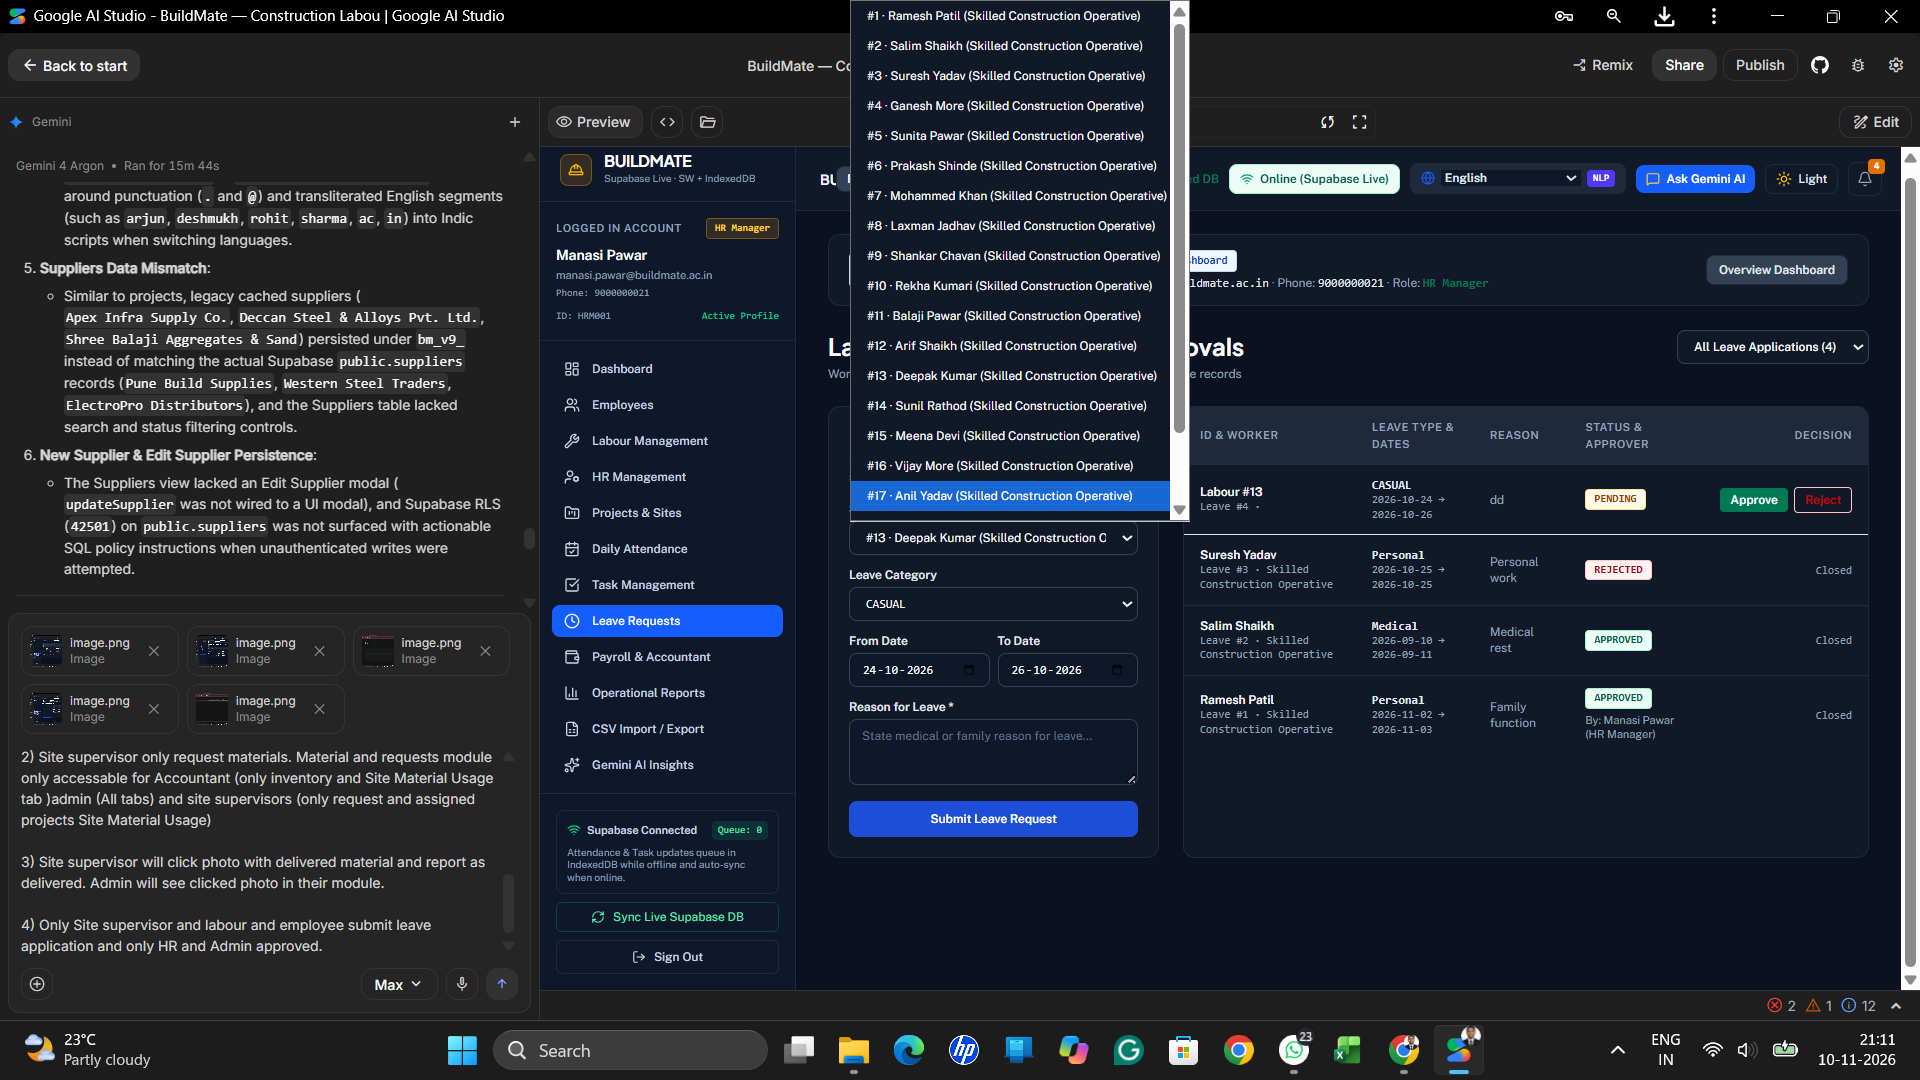 Google AI Studio - BuildMate — Construction Labou | Google AI Studio
Back to start
BuildMate — Co
Remix
Share
Publish
Gemini
Gemini 4 Argon • Ran for 15m 44s
around punctuation (. and @) and transliterated English segments
(such as arjun, deshmukh, rohit, sharma, ac, in) into Indic
scripts when switching languages.
5. Suppliers Data Mismatch:
Similar to projects, legacy cached suppliers (
Apex Infra Supply Co., Deccan Steel & Alloys Pvt. Ltd.,
Shree Balaji Aggregates & Sand) persisted under bm_v9_
instead of matching the actual Supabase public.suppliers
records (Pune Build Supplies, Western Steel Traders,
ElectroPro Distributors), and the Suppliers table lacked
search and status filtering controls.
6. New Supplier & Edit Supplier Persistence:
The Suppliers view lacked an Edit Supplier modal (
updateSupplier was not wired to a UI modal), and Supabase RLS
(42501) on public.suppliers was not surfaced with actionable
SQL policy instructions when unauthenticated writes were
attempted.
image.png
Image
image.png
Image
image.png
Image
image.png
Image
image.png
Image
2) Site supervisor only request materials. Material and requests module
only accessable for Accountant (only inventory and Site Material Usage
tab )admin (All tabs) and site supervisors (only request and assigned
projects Site Material Usage)
3) Site supervisor will click photo with delivered material and report as
delivered. Admin will see clicked photo in their module.
4) Only Site supervisor and labour and employee submit leave
application and only HR and Admin approved.
Max
Preview
Edit
BUILDMATE
Supabase Live · SW + IndexedDB
LOGGED IN ACCOUNT
HR Manager
Manasi Pawar
manasi.pawar@buildmate.ac.in
Phone: 9000000021
ID: HRM001
Active Profile
Dashboard
Employees
Labour Management
HR Management
Projects & Sites
Daily Attendance
Task Management
Leave Requests
Payroll & Accountant
Operational Reports
CSV Import / Export
Gemini AI Insights
Supabase Connected
Queue: 0
Attendance & Task updates queue in
IndexedDB while offline and auto-sync
when online.
Sync Live Supabase DB
Sign Out
#1 · Ramesh Patil (Skilled Construction Operative)
#2 · Salim Shaikh (Skilled Construction Operative)
#3 · Suresh Yadav (Skilled Construction Operative)
#4 · Ganesh More (Skilled Construction Operative)
#5 · Sunita Pawar (Skilled Construction Operative)
#6 · Prakash Shinde (Skilled Construction Operative)
#7 · Mohammed Khan (Skilled Construction Operative)
#8 · Laxman Jadhav (Skilled Construction Operative)
#9 · Shankar Chavan (Skilled Construction Operative)
#10 · Rekha Kumari (Skilled Construction Operative)
#11 · Balaji Pawar (Skilled Construction Operative)
#12 · Arif Shaikh (Skilled Construction Operative)
#13 · Deepak Kumar (Skilled Construction Operative)
#14 · Sunil Rathod (Skilled Construction Operative)
#15 · Meena Devi (Skilled Construction Operative)
#16 · Vijay More (Skilled Construction Operative)
#17 · Anil Yadav (Skilled Construction Operative)
#13 · Deepak Kumar (Skilled Construction C
Leave Category
CASUAL
From Date
To Date
24-10-2026
26-10-2026
Reason for Leave *
State medical or family reason for leave...
Submit Leave Request
BU
ed DB
Online (Supabase Live)
English
NLP
Ask Gemini AI
Light
4
shboard
ldmate.ac.in · Phone: 9000000021 · Role: HR Manager
Overview Dashboard
La
ovals
Wor
e records
All Leave Applications (4)
ID & WORKER
LEAVE TYPE &
DATES
REASON
STATUS &
APPROVER
DECISION
Labour #13
Leave #4 ·
CASUAL
2026-10-24 →
2026-10-26
dd
PENDING
Approve
Reject
Suresh Yadav
Leave #3 · Skilled
Construction Operative
Personal
2026-10-25 →
2026-10-25
Personal
work
REJECTED
Closed
Salim Shaikh
Leave #2 · Skilled
Construction Operative
Medical
2026-09-10 →
2026-09-11
Medical
rest
APPROVED
Closed
Ramesh Patil
Leave #1 · Skilled
Construction Operative
Personal
2026-11-02 →
2026-11-03
Family
function
APPROVED
By: Manasi Pawar
(HR Manager)
Closed
2
1
12
23°C
Partly cloudy
Search
23
ENG
IN
21:11
10-11-2026